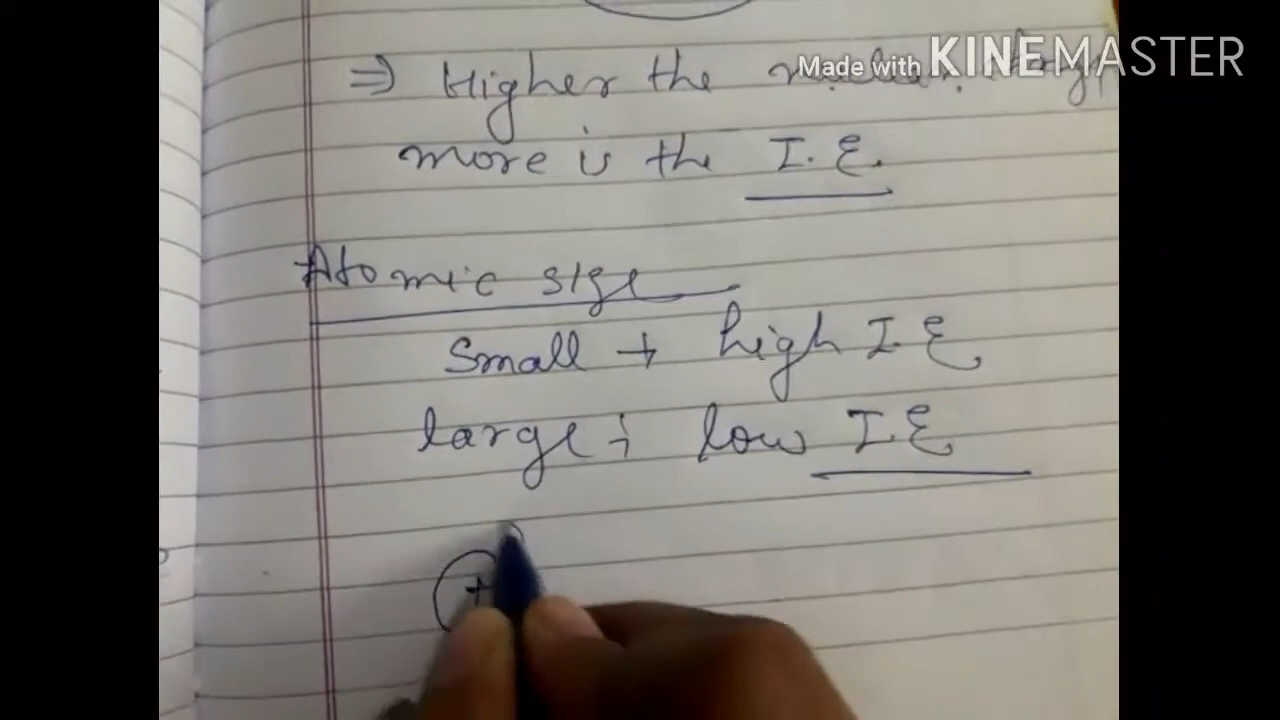 Made with KINEMASTER
⇒ Higher the
more is the I.E.
Atomic size
Small → high I.E
large ; low I.E
+